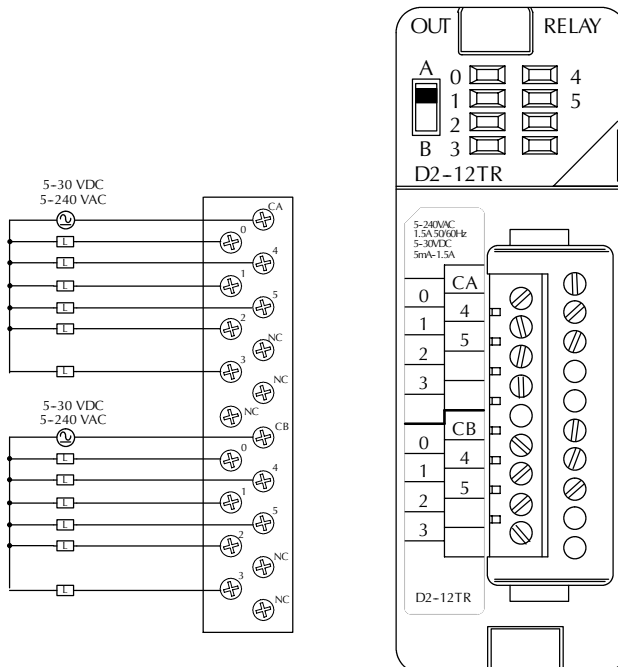 5-30 VDC
5-240 VAC
CA
0
L
4
L
1
L
5
L
2
L
NC
3
L
NC
NC
5-30 VDC
5-240 VAC
CB
0
L
4
L
1
L
5
L
2
L
NC
3
L
NC
OUT RELAY
A
0 4
1 5
2
B 3
D2-12TR
5-240VAC
1.5A 50/60Hz
5-30VDC
5mA-1.5A
CA
0
4
1
5
2
3
CB
0
4
1
5
2
3
D2-12TR